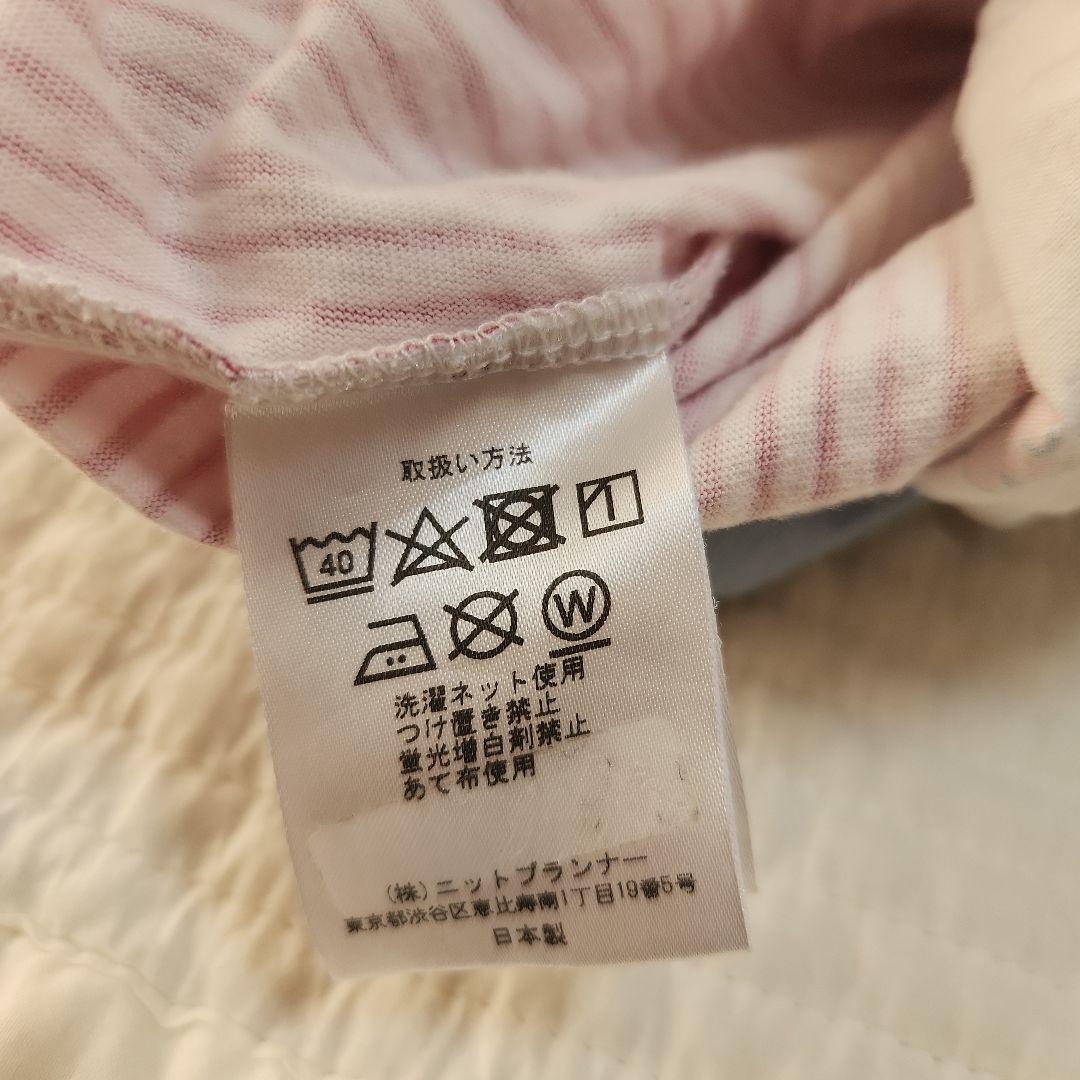 取扱い方法
40
W
洗濯ネット使用
つけ置き禁止
蛍光増白剤禁止
あて布使用
(株)ニットプランナー
東京都渋谷区恵比寿南1丁目19番5号
日本製